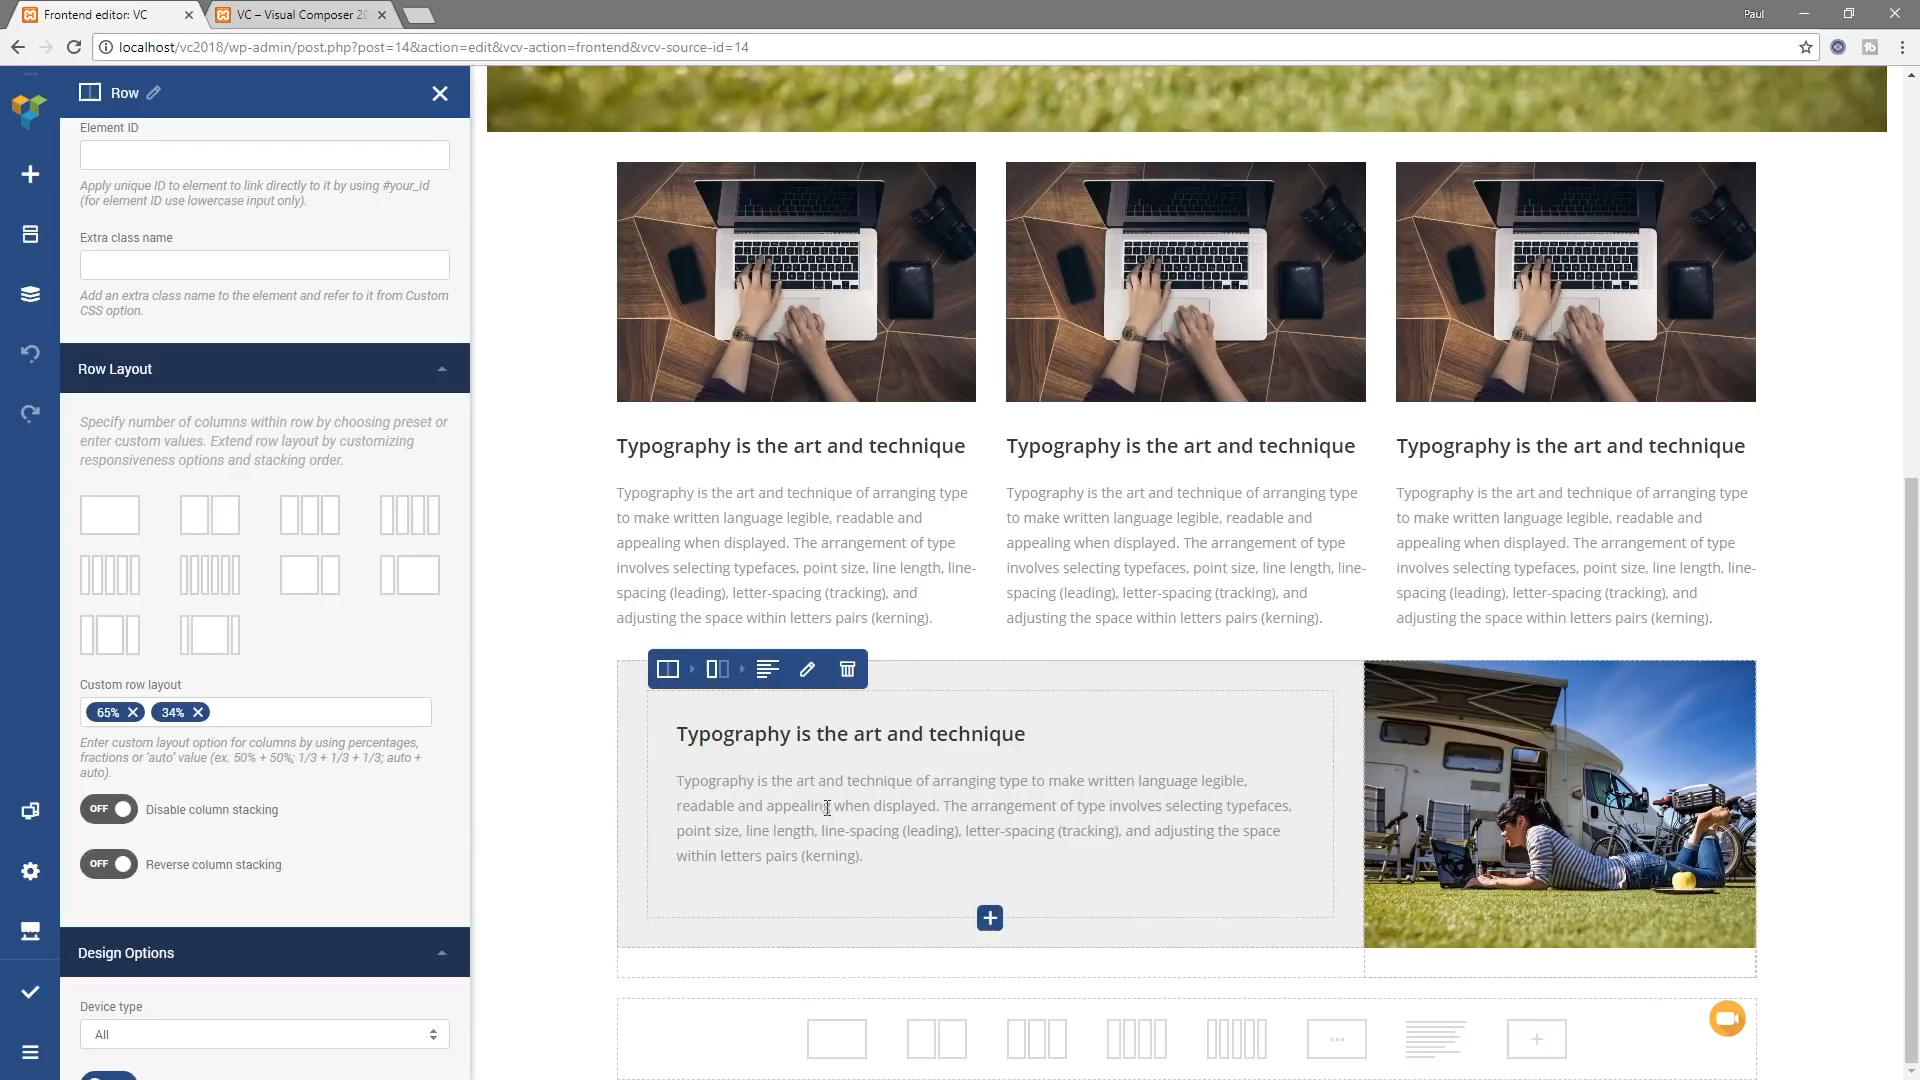 Frontend editor: VC
VC – Visual Composer 20
Paul
localhost/vc2018/wp-admin/post.php?post=14&action=edit&vcv-action=frontend&vcv-source-id=14
Row
Element ID
Apply unique ID to element to link directly to it by using #your_id
(for element ID use lowercase input only).
Extra class name
Add an extra class name to the element and refer to it from Custom
CSS option.
Row Layout
Specify number of columns within row by choosing preset or
enter custom values. Extend row layout by customizing
responsiveness options and stacking order.
Custom row layout
65%
34%
Enter custom layout option for columns by using percentages,
fractions or ‘auto’ value (ex. 50% + 50%; 1/3 + 1/3 + 1/3; auto +
auto).
OFF
Disable column stacking
OFF
Reverse column stacking
Design Options
Device type
All
Typography is the art and technique
Typography is the art and technique of arranging type
to make written language legible, readable and
appealing when displayed. The arrangement of type
involves selecting typefaces, point size, line length, line-
spacing (leading), letter-spacing (tracking), and
adjusting the space within letters pairs (kerning).
Typography is the art and technique
Typography is the art and technique of arranging type
to make written language legible, readable and
appealing when displayed. The arrangement of type
involves selecting typefaces, point size, line length, line-
spacing (leading), letter-spacing (tracking), and
adjusting the space within letters pairs (kerning).
Typography is the art and technique
Typography is the art and technique of arranging type
to make written language legible, readable and
appealing when displayed. The arrangement of type
involves selecting typefaces, point size, line length, line-
spacing (leading), letter-spacing (tracking), and
adjusting the space within letters pairs (kerning).
Typography is the art and technique
Typography is the art and technique of arranging type to make written language legible,
readable and appealing when displayed. The arrangement of type involves selecting typefaces,
point size, line length, line-spacing (leading), letter-spacing (tracking), and adjusting the space
within letters pairs (kerning).